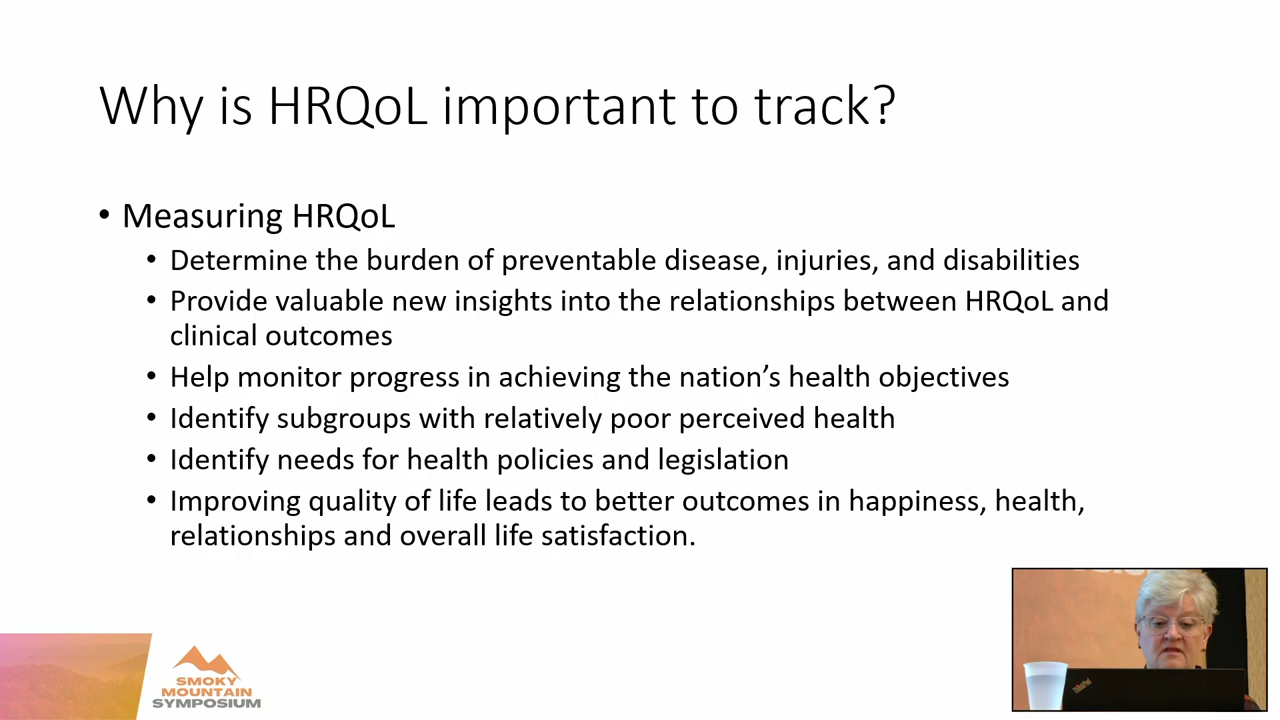 Why is HRQoL important to track?
• Measuring HRQoL
• Determine the burden of preventable disease, injuries, and disabilities
• Provide valuable new insights into the relationships between HRQoL and
clinical outcomes
• Help monitor progress in achieving the nation’s health objectives
• Identify subgroups with relatively poor perceived health
• Identify needs for health policies and legislation
• Improving quality of life leads to better outcomes in happiness, health,
relationships and overall life satisfaction.
SMOKY
MOUNTAIN
SYMPOSIUM
ThinkPad